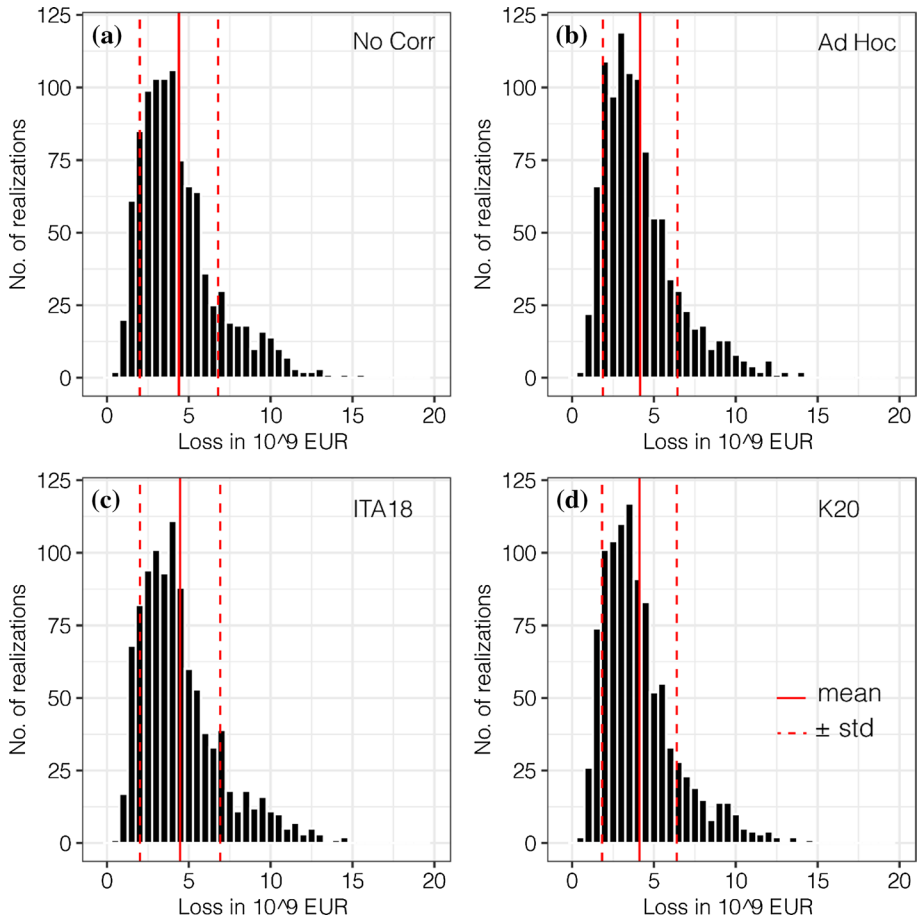 (a)
No Corr
125
100
75
50
25
0
No. of realizations
0 5 10 15 20
Loss in 10^9 EUR
(b)
Ad Hoc
125
100
75
50
25
0
No. of realizations
0 5 10 15 20
Loss in 10^9 EUR
(c)
ITA18
125
100
75
50
25
0
No. of realizations
0 5 10 15 20
Loss in 10^9 EUR
(d)
K20
125
100
75
50
25
0
No. of realizations
mean
± std
0 5 10 15 20
Loss in 10^9 EUR